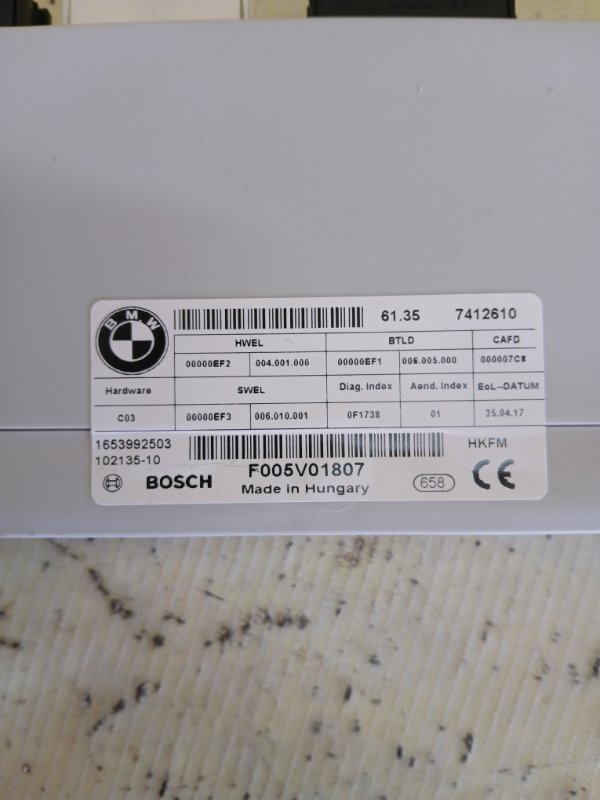 BMW
61.35 7412610
HWEL BTLD CAFD
00000EF2 004.001.000 00000EF1 006.005.000
Hardware SWEL Diag. Index Aend. Index EoL--DATUM
C03 00000EF3 006.010.001 0F1738 01 25.04.17
1653992503 HKFM
102135-10
BOSCH F005V01807 658 CE
Made in Hungary